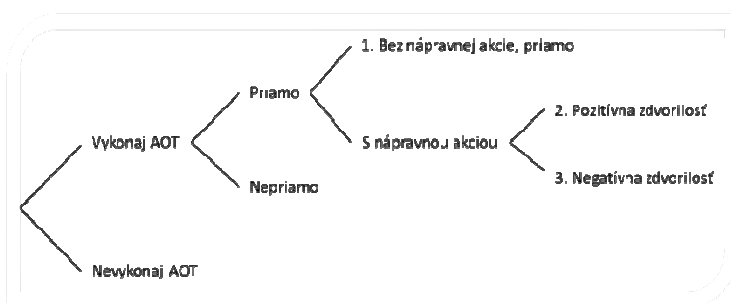 1. Bez nápravnej akcie, priamo
Priamo
2. Pozitívna zdvorilosť
Vykonaj AOT
S nápravnou akciou
3. Negatívna zdvorilosť
Nepriamo
Nevykonaj AOT